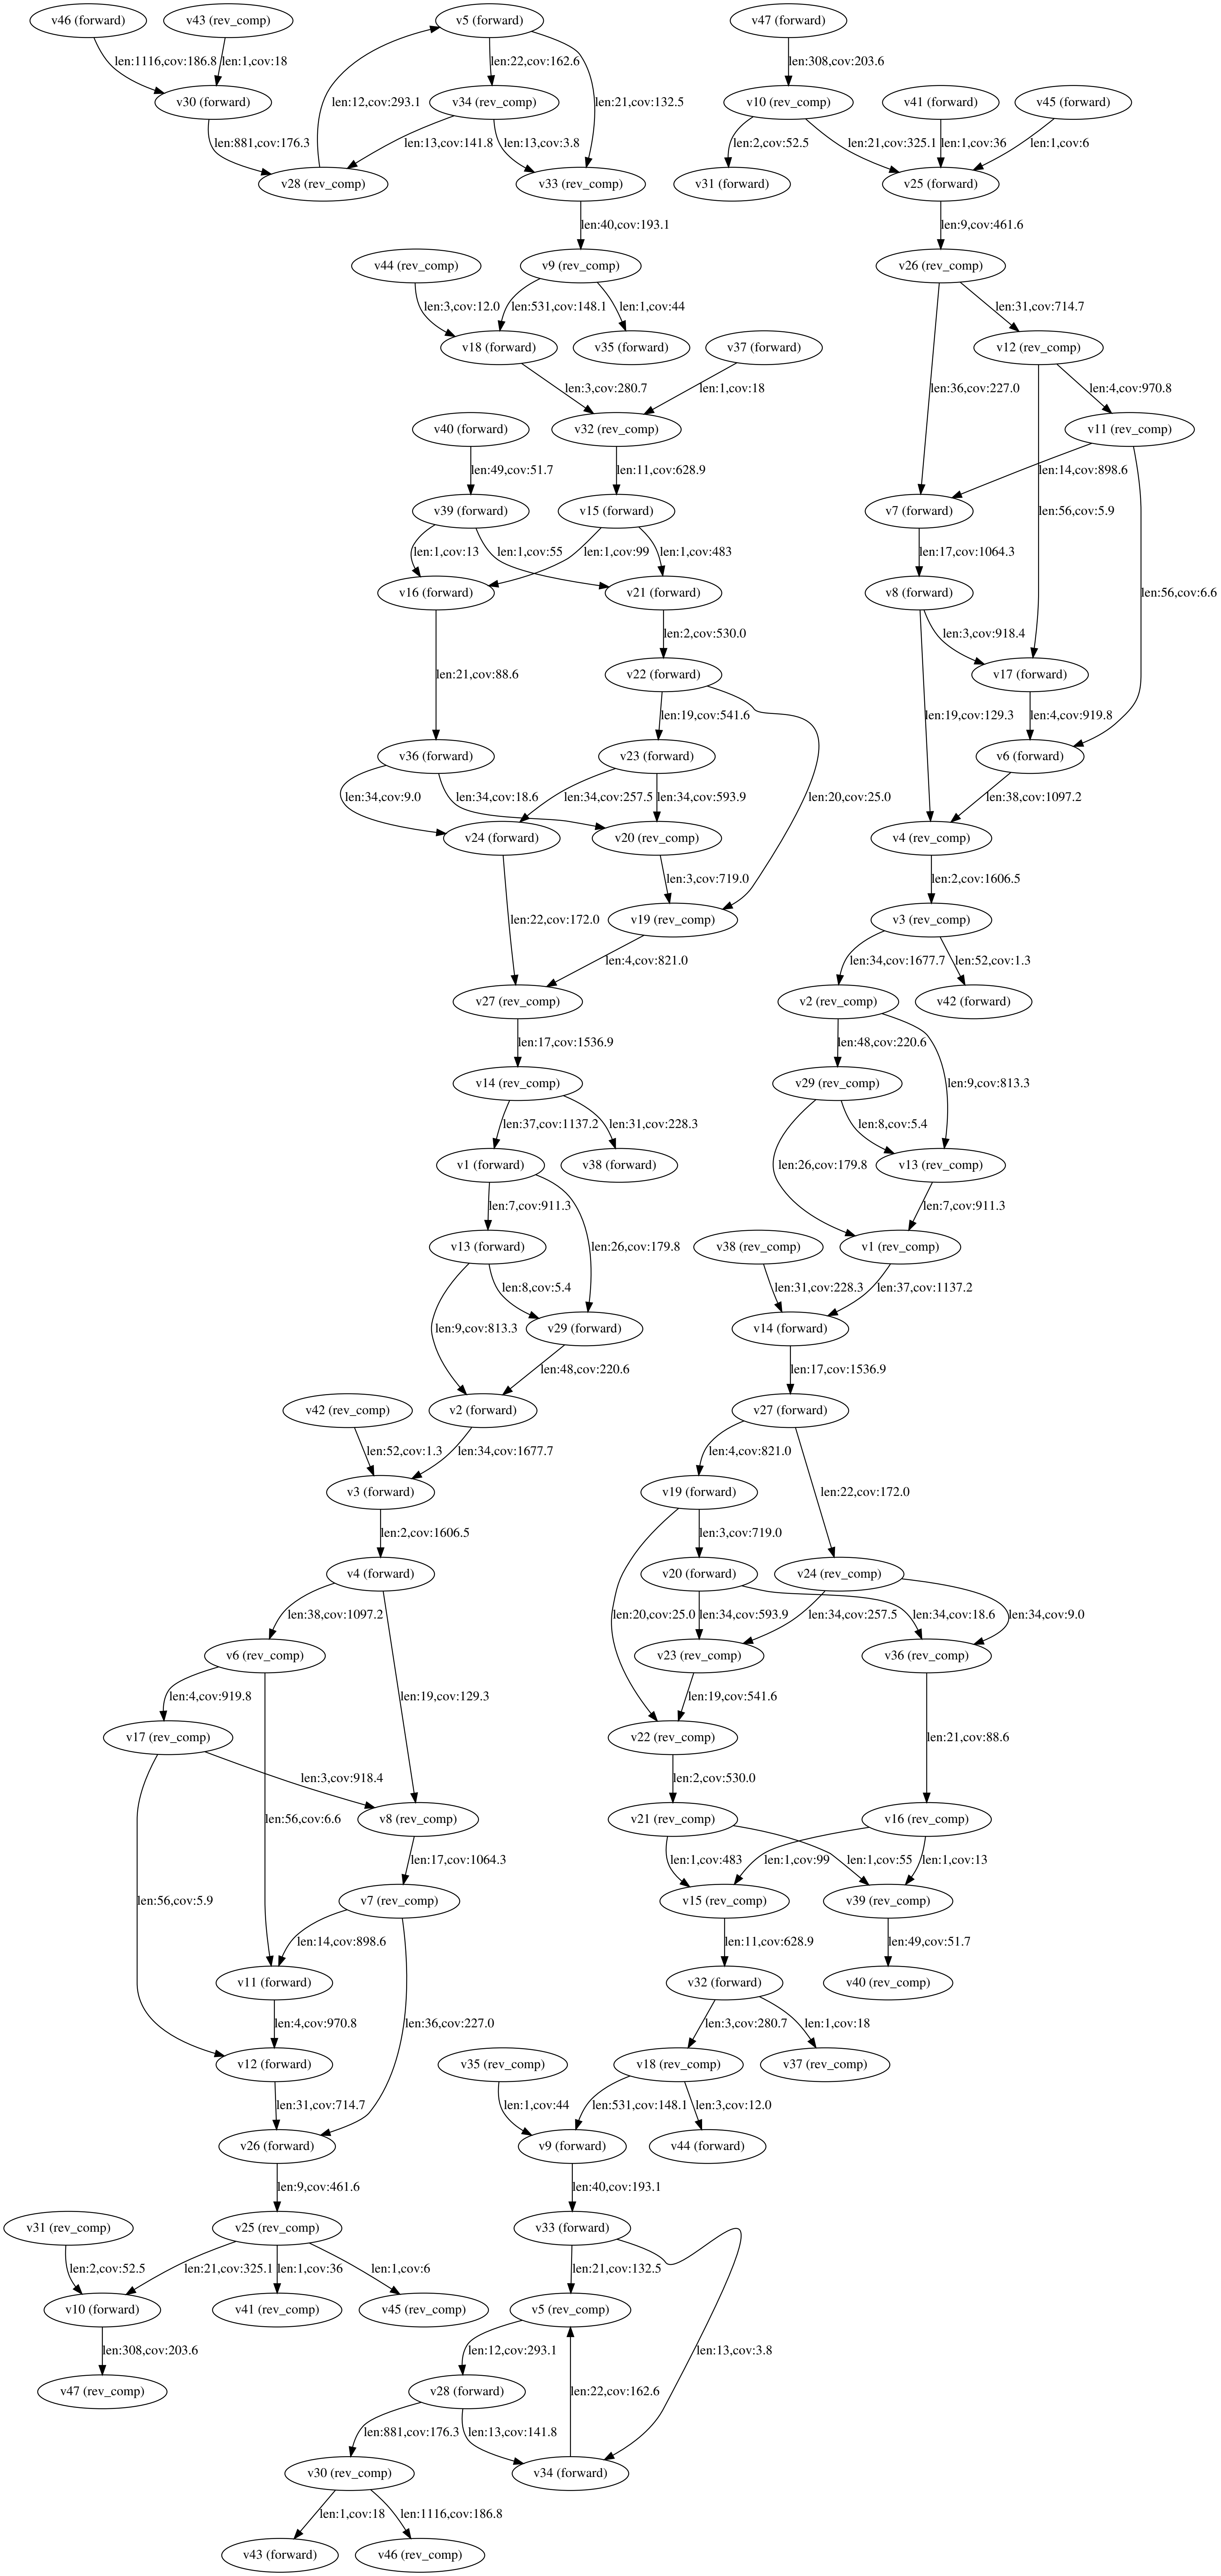 v46 (forward) v43 (rev_comp) v5 (forward) v47 (forward)
len:1116,cov:186.8 len:1,cov:18 len:22,cov:162.6 len:308,cov:203.6
v30 (forward) v34 (rev_comp) v10 (rev_comp) v41 (forward) v45 (forward)
len:12,cov:293.1 len:21,cov:132.5
len:881,cov:176.3 len:13,cov:141.8 len:13,cov:3.8 len:2,cov:52.5 len:21,cov:325.1 len:1,cov:36 len:1,cov:6
v28 (rev_comp) v33 (rev_comp) v31 (forward) v25 (forward)
len:40,cov:193.1 len:9,cov:461.6
v44 (rev_comp) v9 (rev_comp) v26 (rev_comp)
len:3,cov:12.0 len:531,cov:148.1 len:1,cov:44 len:31,cov:714.7
v18 (forward) v35 (forward) v37 (forward) v12 (rev_comp)
len:3,cov:280.7 len:1,cov:18 len:36,cov:227.0 len:4,cov:970.8
v40 (forward) v32 (rev_comp) v11 (rev_comp)
len:49,cov:51.7 len:11,cov:628.9 len:14,cov:898.6
v39 (forward) v15 (forward) v7 (forward) len:56,cov:5.9
len:1,cov:13 len:1,cov:55 len:1,cov:99 len:1,cov:483 len:17,cov:1064.3
v16 (forward) v21 (forward) v8 (forward) len:56,cov:6.6
len:2,cov:530.0 len:3,cov:918.4
len:21,cov:88.6 v22 (forward) v17 (forward)
len:19,cov:541.6 len:19,cov:129.3 len:4,cov:919.8
v36 (forward) v23 (forward) v6 (forward)
len:34,cov:9.0 len:34,cov:18.6 len:34,cov:257.5 len:34,cov:593.9 len:20,cov:25.0 len:38,cov:1097.2
v24 (forward) v20 (rev_comp) v4 (rev_comp)
len:3,cov:719.0 len:2,cov:1606.5
len:22,cov:172.0 v19 (rev_comp) v3 (rev_comp)
len:4,cov:821.0 len:34,cov:1677.7 len:52,cov:1.3
v27 (rev_comp) v2 (rev_comp) v42 (forward)
len:17,cov:1536.9 len:48,cov:220.6
v14 (rev_comp) v29 (rev_comp) len:9,cov:813.3
len:37,cov:1137.2 len:31,cov:228.3 len:8,cov:5.4
v1 (forward) v38 (forward) len:26,cov:179.8 v13 (rev_comp)
len:7,cov:911.3 len:7,cov:911.3
v13 (forward) len:26,cov:179.8 v38 (rev_comp) v1 (rev_comp)
len:8,cov:5.4 len:31,cov:228.3 len:37,cov:1137.2
len:9,cov:813.3 v29 (forward) v14 (forward)
len:48,cov:220.6 len:17,cov:1536.9
v42 (rev_comp) v2 (forward) v27 (forward)
len:52,cov:1.3 len:34,cov:1677.7 len:4,cov:821.0
v3 (forward) v19 (forward) len:22,cov:172.0
len:2,cov:1606.5 len:3,cov:719.0
v4 (forward) v20 (forward) v24 (rev_comp)
len:38,cov:1097.2 len:20,cov:25.0 len:34,cov:593.9 len:34,cov:257.5 len:34,cov:18.6 len:34,cov:9.0
v6 (rev_comp) v23 (rev_comp) v36 (rev_comp)
len:4,cov:919.8 len:19,cov:129.3 len:19,cov:541.6
v17 (rev_comp) v22 (rev_comp) len:21,cov:88.6
len:3,cov:918.4 len:2,cov:530.0
len:56,cov:6.6 v8 (rev_comp) v21 (rev_comp) v16 (rev_comp)
len:17,cov:1064.3 len:1,cov:483 len:1,cov:99 len:1,cov:55 len:1,cov:13
len:56,cov:5.9 v7 (rev_comp) v15 (rev_comp) v39 (rev_comp)
len:14,cov:898.6 len:11,cov:628.9 len:49,cov:51.7
v11 (forward) v32 (forward) v40 (rev_comp)
len:4,cov:970.8 len:36,cov:227.0 len:3,cov:280.7 len:1,cov:18
v12 (forward) v35 (rev_comp) v18 (rev_comp) v37 (rev_comp)
len:31,cov:714.7 len:1,cov:44 len:531,cov:148.1 len:3,cov:12.0
v26 (forward) v9 (forward) v44 (forward)
len:9,cov:461.6 len:40,cov:193.1
v31 (rev_comp) v25 (rev_comp) v33 (forward)
len:2,cov:52.5 len:21,cov:325.1 len:1,cov:36 len:1,cov:6 len:21,cov:132.5
v10 (forward) v41 (rev_comp) v45 (rev_comp) v5 (rev_comp)
len:308,cov:203.6 len:12,cov:293.1 len:13,cov:3.8
v47 (rev_comp) v28 (forward) len:22,cov:162.6
len:881,cov:176.3 len:13,cov:141.8
v30 (rev_comp) v34 (forward)
len:1,cov:18 len:1116,cov:186.8
v43 (forward) v46 (rev_comp)